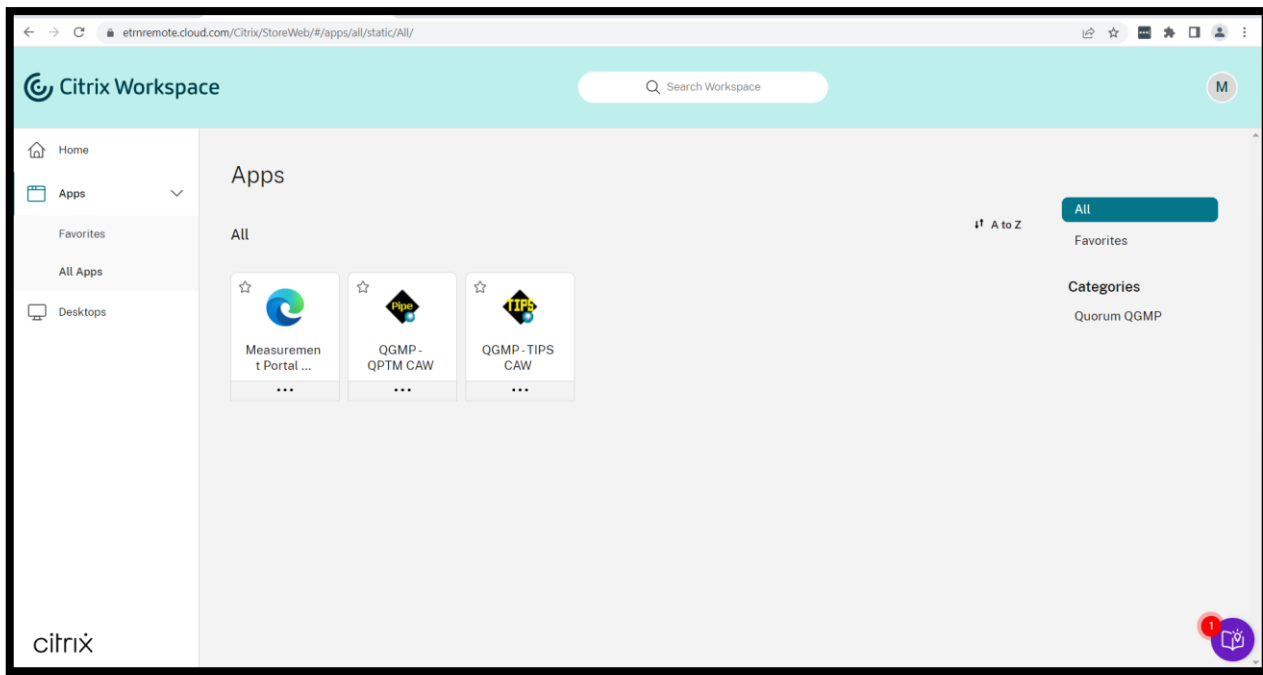 etrnremote.cloud.com/Citrix/StoreWeb/#/apps/all/static/All/
Citrix Workspace
Search Workspace
M
Home
Apps
Favorites
All Apps
Desktops
Apps
All
A to Z
Pipe
TIPS
Measuremen
t Portal ...
QGMP-
QPTM CAW
QGMP-TIPS
CAW
All
Favorites
Categories
Quorum QGMP
citrix
1